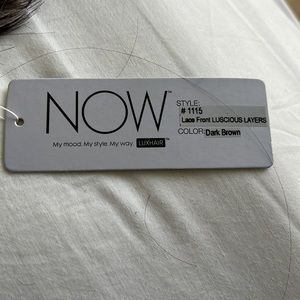 NOW™
My mood. My style. My way. LUXHAIR™
STYLE:
# 1115
Lace Front LUSCIOUS LAYERS
COLOR: Dark Brown